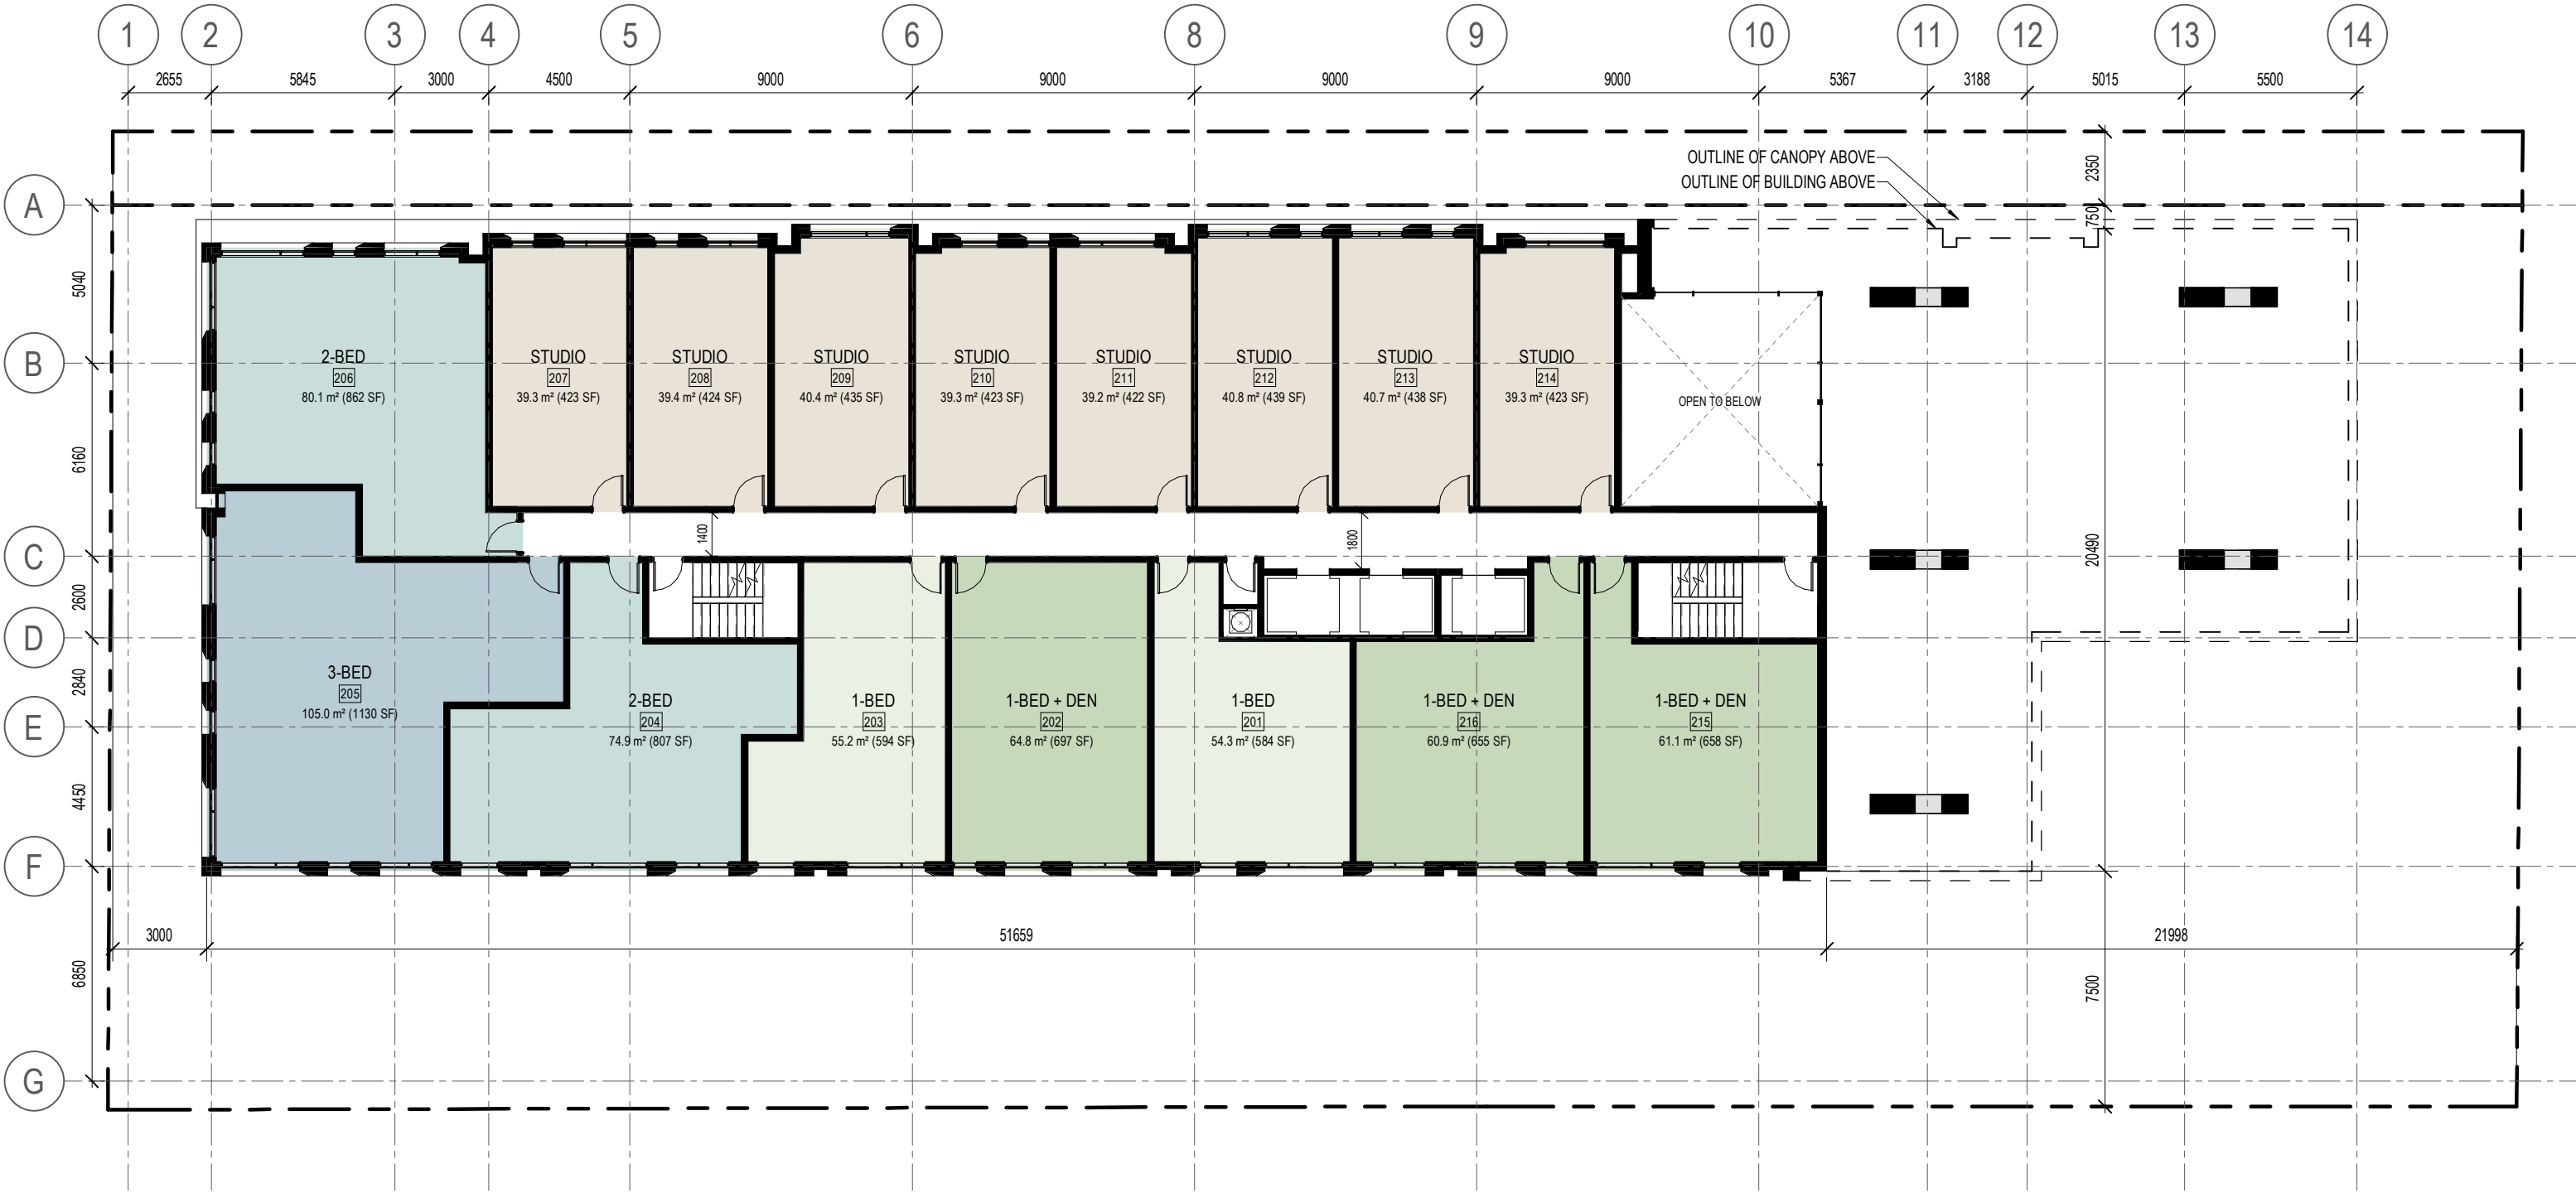 1 2 3 4 5 6 8 9 10 11 12 13 14
2655 5845 3000 4500 9000 9000 9000 9000 5367 3188 5015 5500
OUTLINE OF CANOPY ABOVE
OUTLINE OF BUILDING ABOVE
2350
A
750
5040
B
6160
C
2600
D
2840
E
4450
F
6850
G
2-BED
206
80.1 m² (862 SF)
STUDIO
207
39.3 m² (423 SF)
STUDIO
208
39.4 m² (424 SF)
STUDIO
209
40.4 m² (435 SF)
STUDIO
210
39.3 m² (423 SF)
STUDIO
211
39.2 m² (422 SF)
STUDIO
212
40.8 m² (439 SF)
STUDIO
213
40.7 m² (438 SF)
STUDIO
214
39.3 m² (423 SF)
OPEN TO BELOW
1400
1800
20490
3-BED
205
105.0 m² (1130 SF)
2-BED
204
74.9 m² (807 SF)
1-BED
203
55.2 m² (594 SF)
1-BED + DEN
202
64.8 m² (697 SF)
1-BED
201
54.3 m² (584 SF)
1-BED + DEN
216
60.9 m² (655 SF)
1-BED + DEN
215
61.1 m² (658 SF)
3000 51659 21998
7500